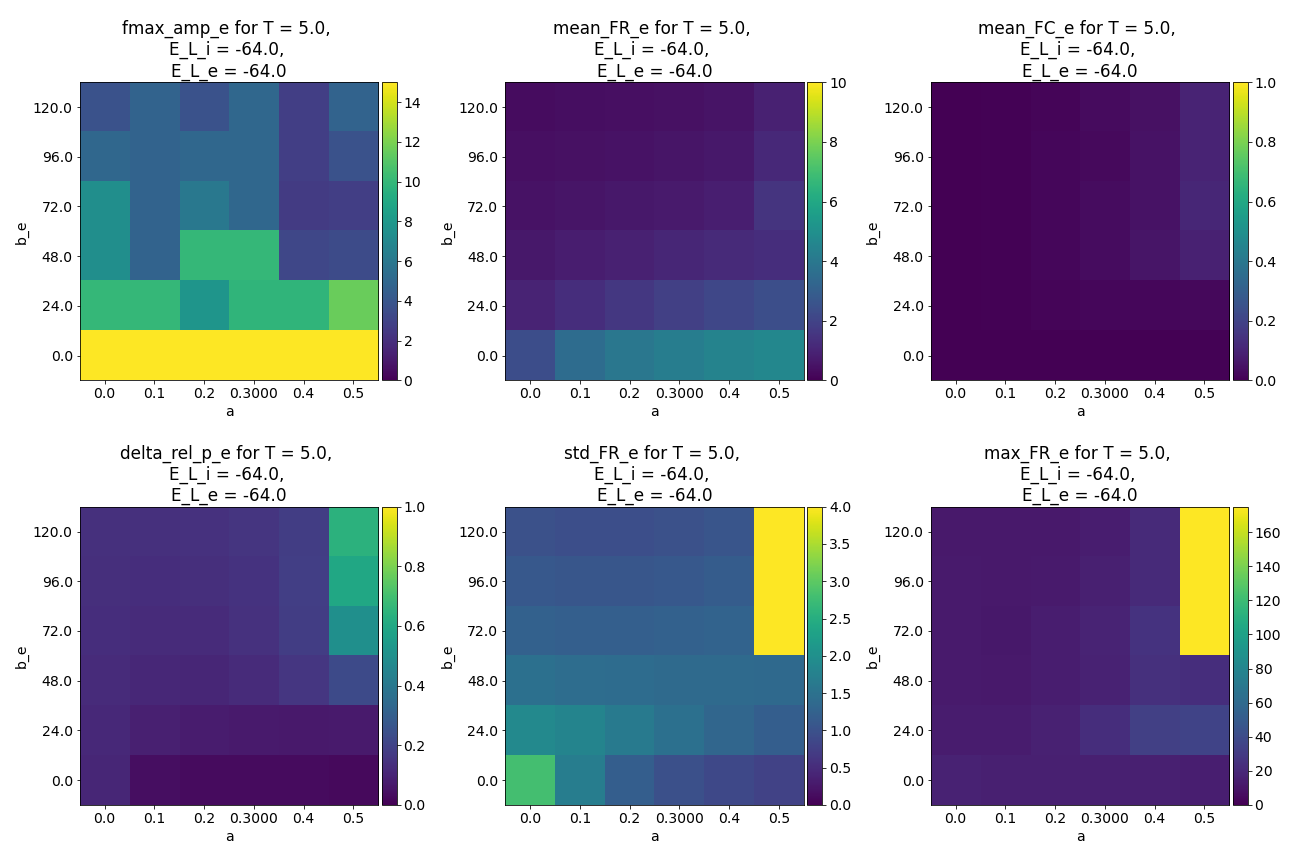 fmax_amp_e for T = 5.0,
E_L_i = -64.0,
E_L_e = -64.0
120.0
96.0
72.0
48.0
24.0
0.0
b_e
0.0 0.1 0.2 0.3000 0.4 0.5
a
14
12
10
8
6
4
2
0
mean_FR_e for T = 5.0,
E_L_i = -64.0,
E_L_e = -64.0
120.0
96.0
72.0
48.0
24.0
0.0
b_e
0.0 0.1 0.2 0.3000 0.4 0.5
a
10
8
6
4
2
0
mean_FC_e for T = 5.0,
E_L_i = -64.0,
E_L_e = -64.0
120.0
96.0
72.0
48.0
24.0
0.0
b_e
0.0 0.1 0.2 0.3000 0.4 0.5
a
1.0
0.8
0.6
0.4
0.2
0.0
delta_rel_p_e for T = 5.0,
E_L_i = -64.0,
E_L_e = -64.0
120.0
96.0
72.0
48.0
24.0
0.0
b_e
0.0 0.1 0.2 0.3000 0.4 0.5
a
1.0
0.8
0.6
0.4
0.2
0.0
std_FR_e for T = 5.0,
E_L_i = -64.0,
E_L_e = -64.0
120.0
96.0
72.0
48.0
24.0
0.0
b_e
0.0 0.1 0.2 0.3000 0.4 0.5
a
4.0
3.5
3.0
2.5
2.0
1.5
1.0
0.5
0.0
max_FR_e for T = 5.0,
E_L_i = -64.0,
E_L_e = -64.0
120.0
96.0
72.0
48.0
24.0
0.0
b_e
0.0 0.1 0.2 0.3000 0.4 0.5
a
160
140
120
100
80
60
40
20
0